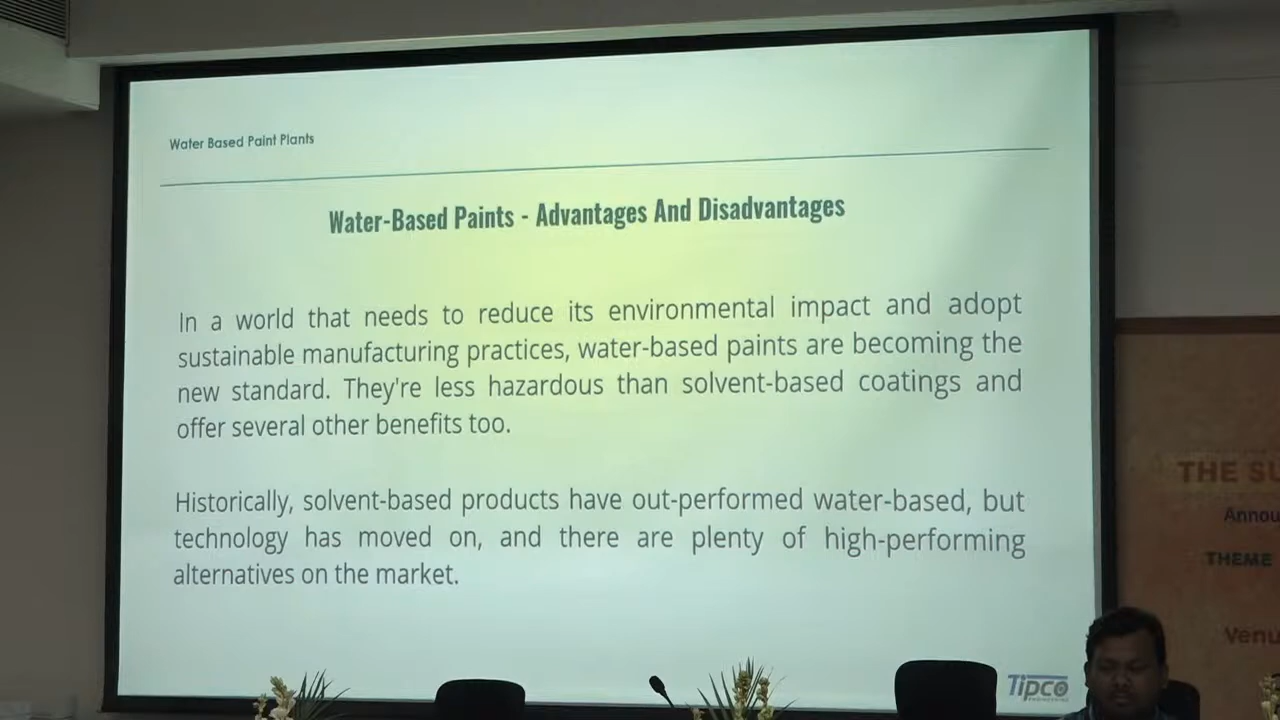 Water Based Paint Plants
Water-Based Paints - Advantages And Disadvantages
In a world that needs to reduce its environmental impact and adopt
sustainable manufacturing practices, water-based paints are becoming the
new standard. They're less hazardous than solvent-based coatings and
offer several other benefits too.
Historically, solvent-based products have out-performed water-based, but
technology has moved on, and there are plenty of high-performing
alternatives on the market.
Tipco
ENGINEERING
THE SU
Annou
THEME
Venu